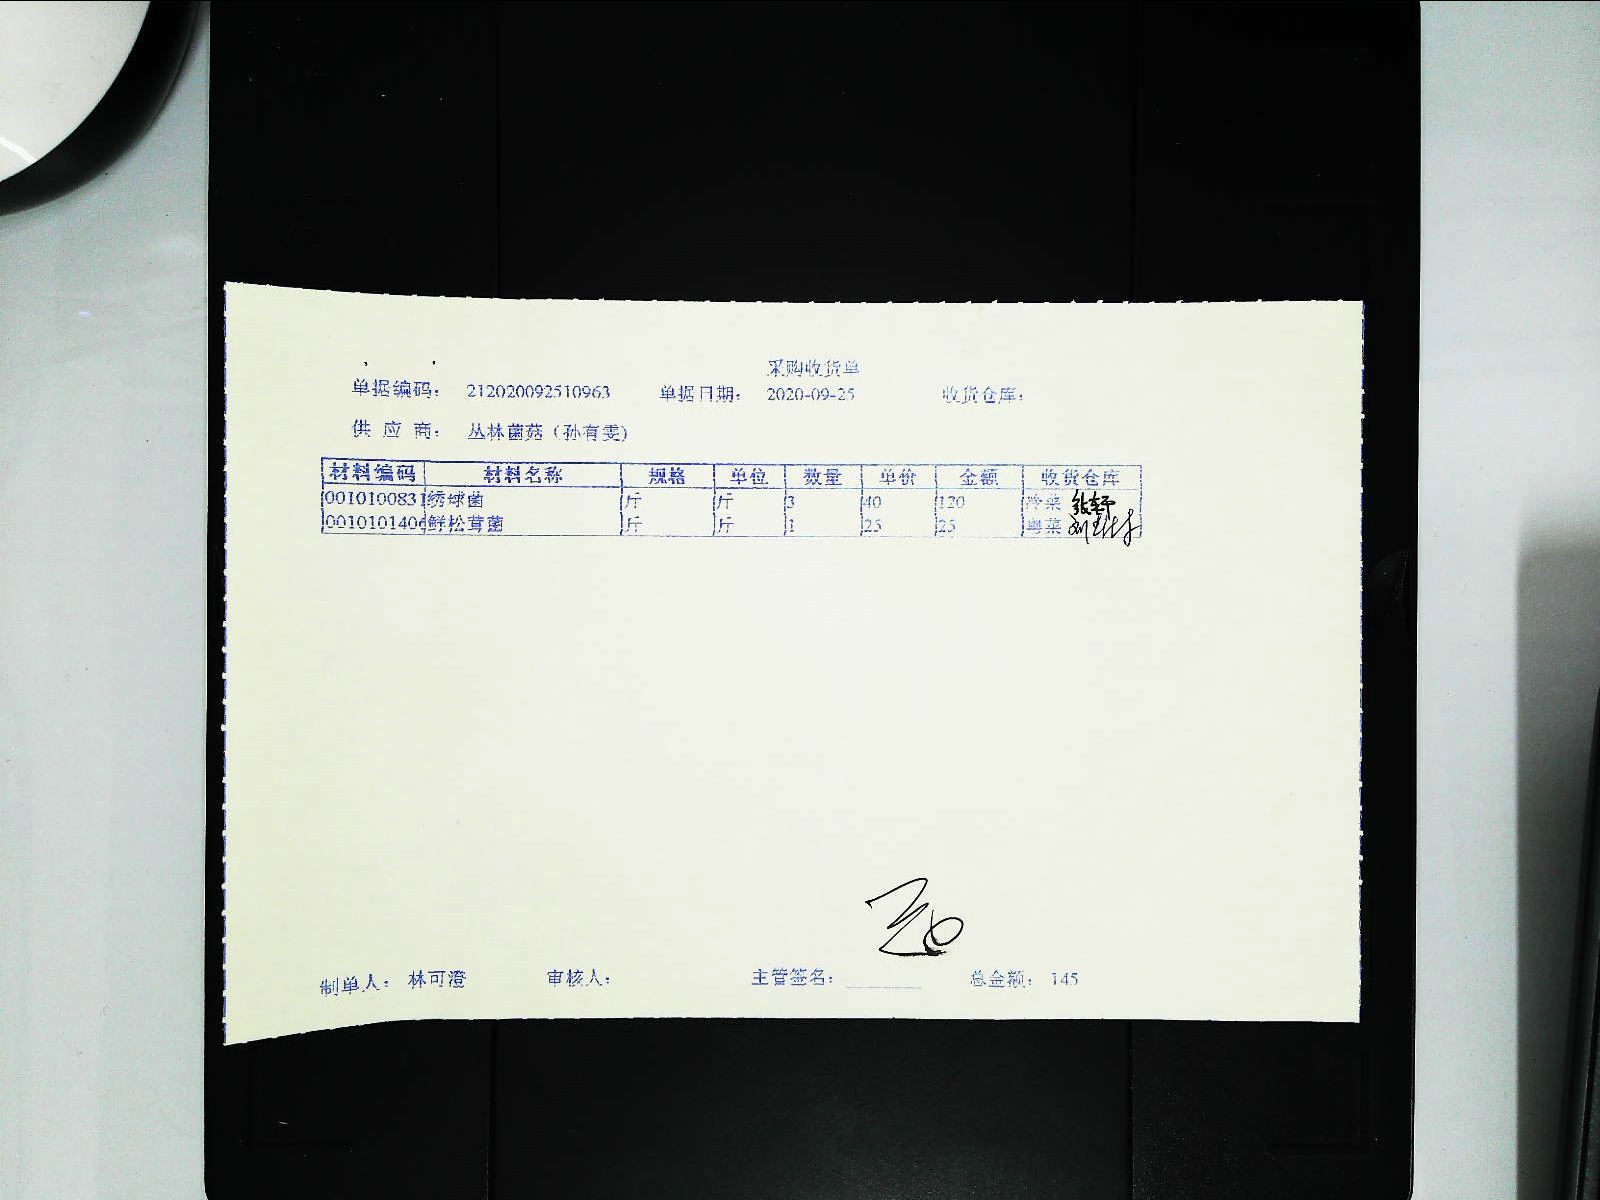 采购收货单
单据编码： 212020092510963 单据日期： 2020-09-25 收货仓库：
供 应 商： 丛林菌菇（孙有雯）
材料编码 材料名称 规格 单位 数量 单价 金额 收货仓库
0010100831 绣球菌 斤 斤 3 40 120 冷菜
001010140 鲜松茸菌 斤 斤 1 25 25 粤菜
制单人： 林可澄 审核人： 主管签名： 总金额： 145